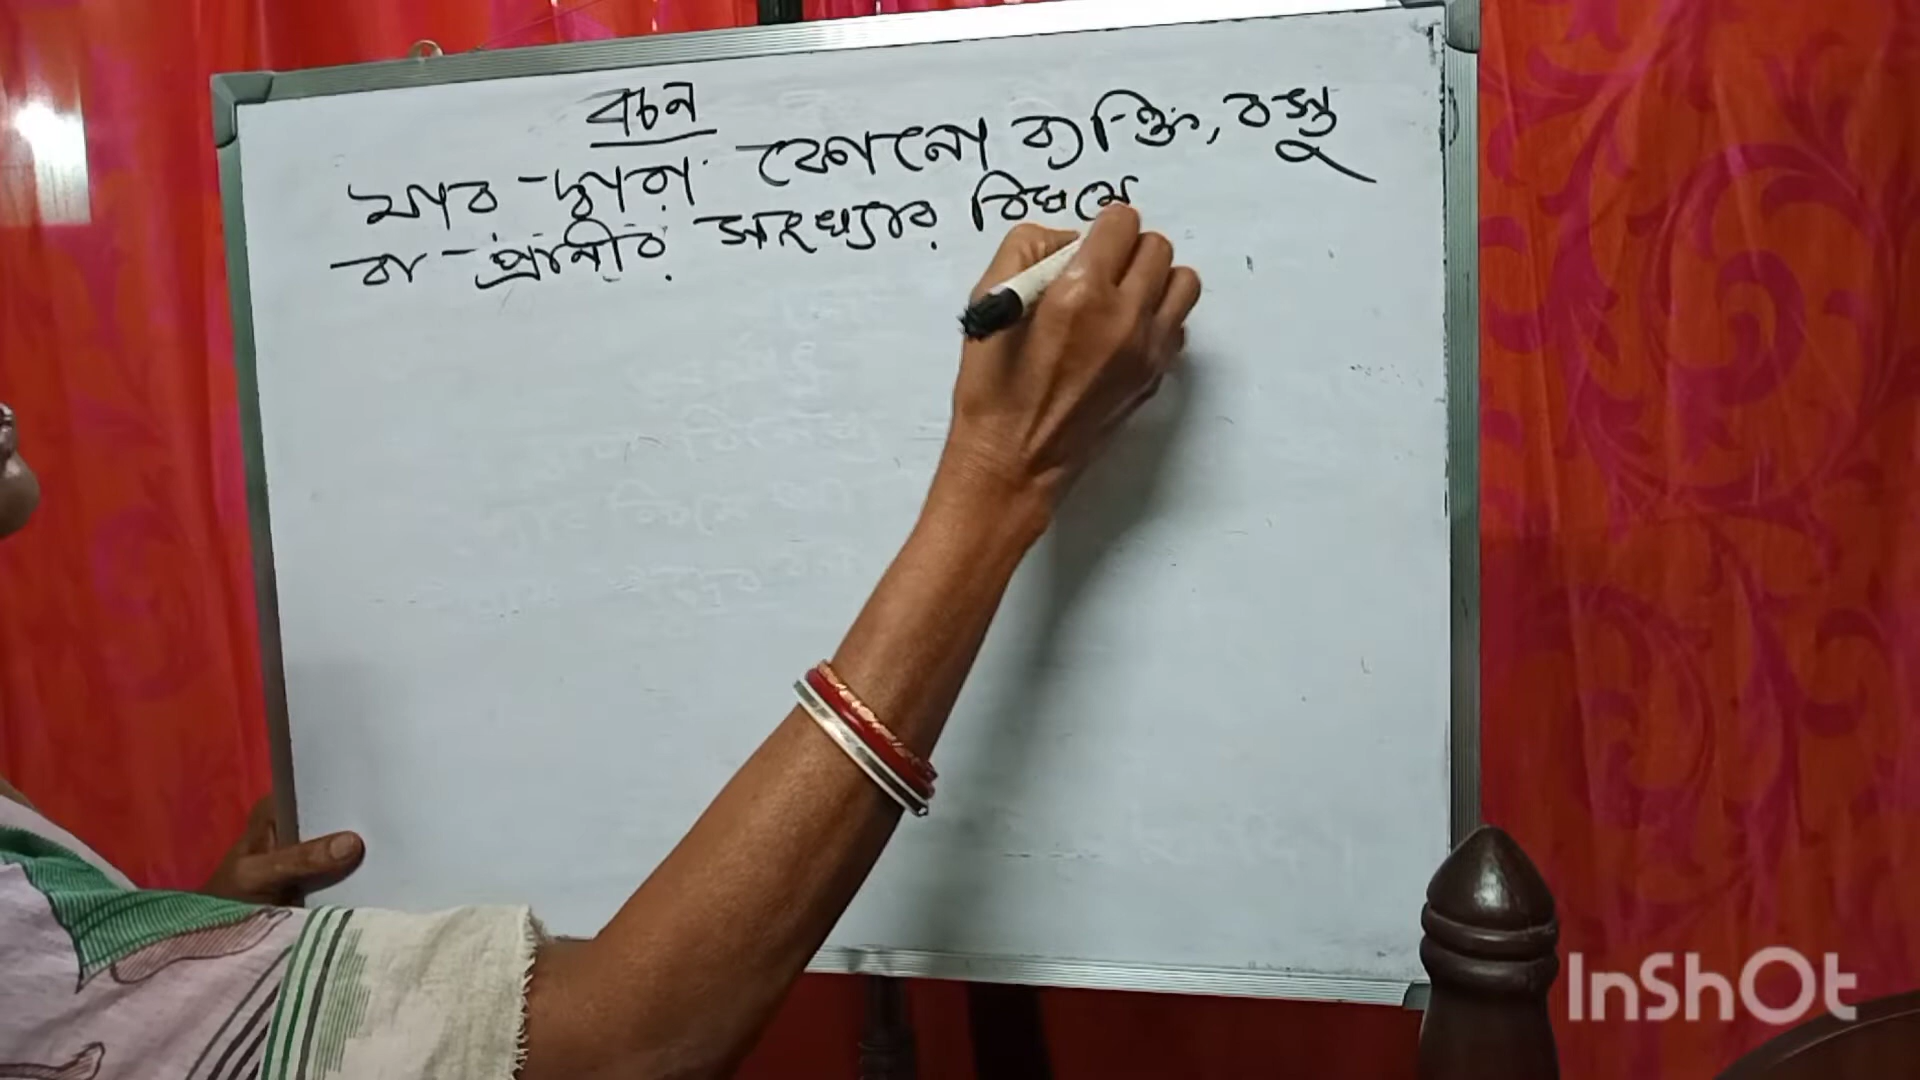 বচন
যার দ্বারা কোনো ব্যক্তি, বস্তু
বা প্রানীর সংখ্যার বিষয়ে
InShOt